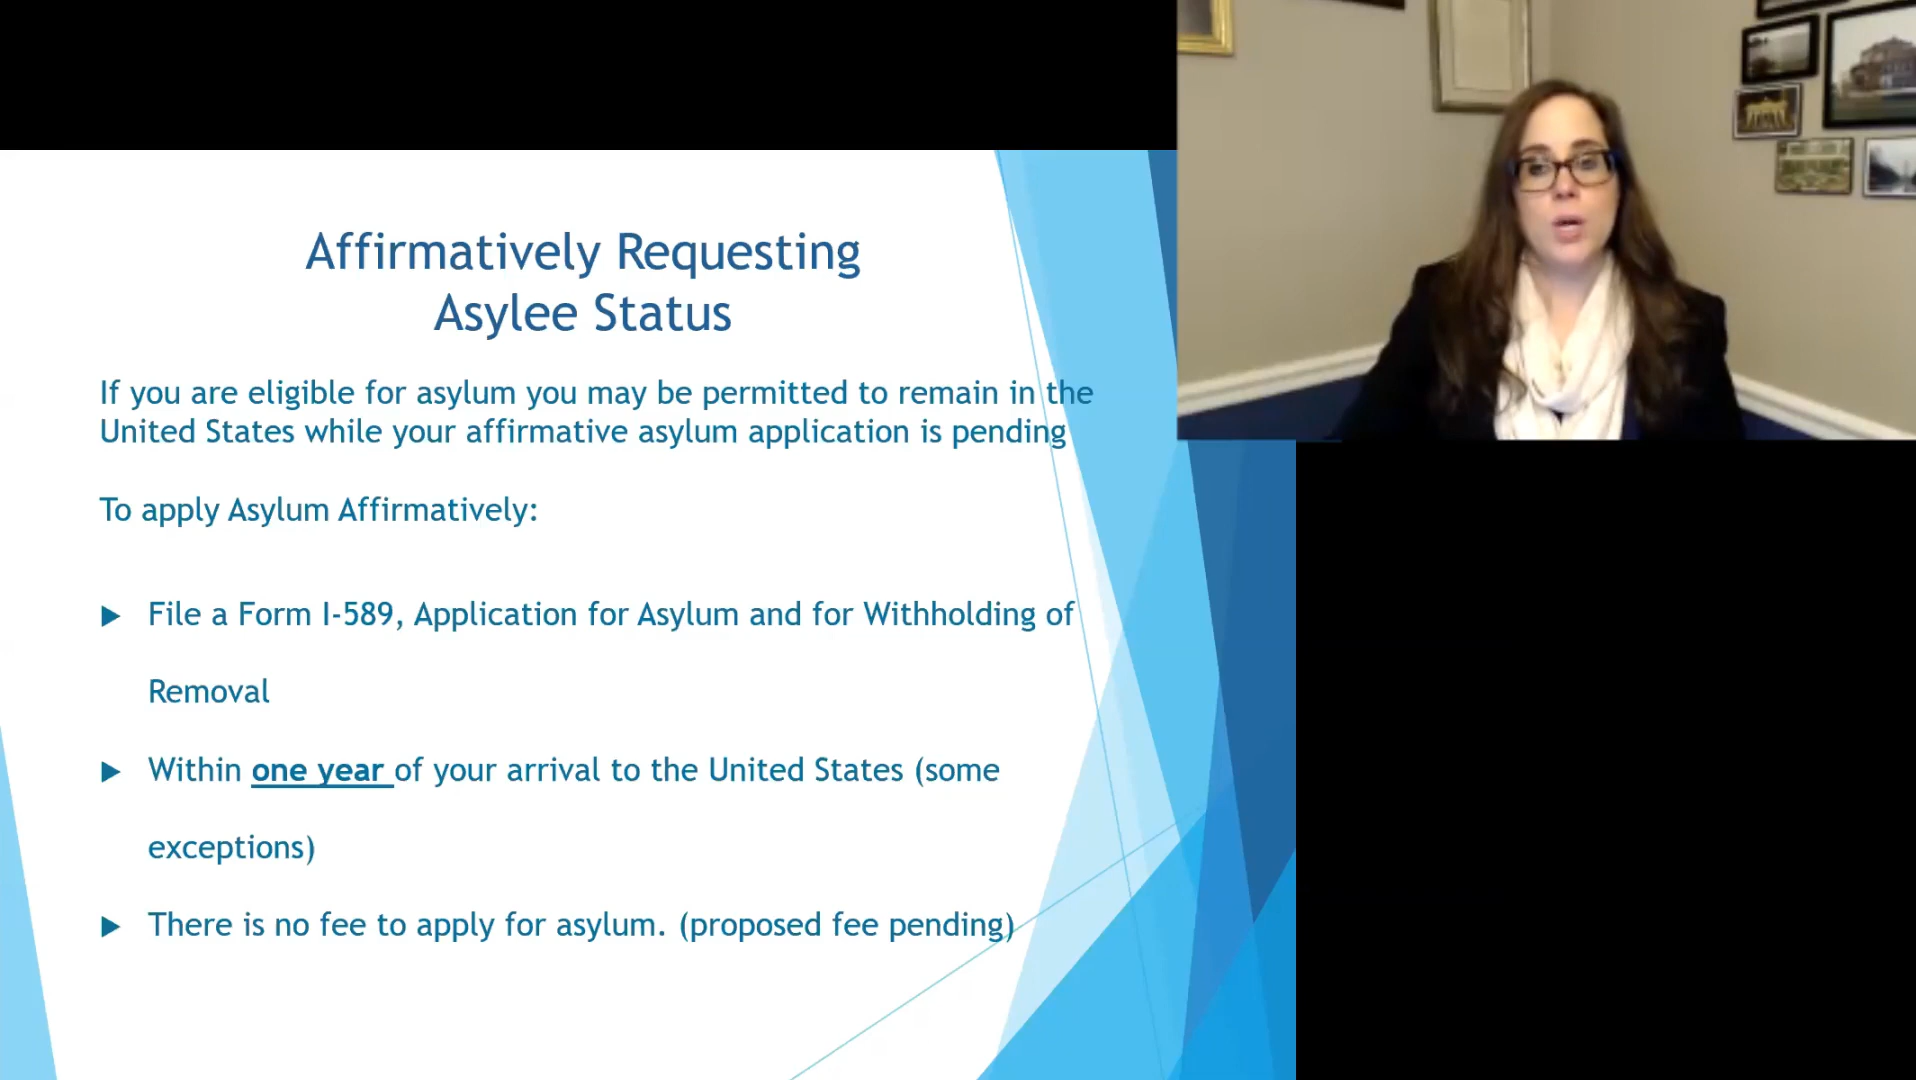 Affirmatively Requesting
Asylee Status
If you are eligible for asylum you may be permitted to remain in the
United States while your affirmative asylum application is pending
To apply Asylum Affirmatively:
File a Form I-589, Application for Asylum and for Withholding of
Removal
Within one year of your arrival to the United States (some
exceptions)
There is no fee to apply for asylum. (proposed fee pending)